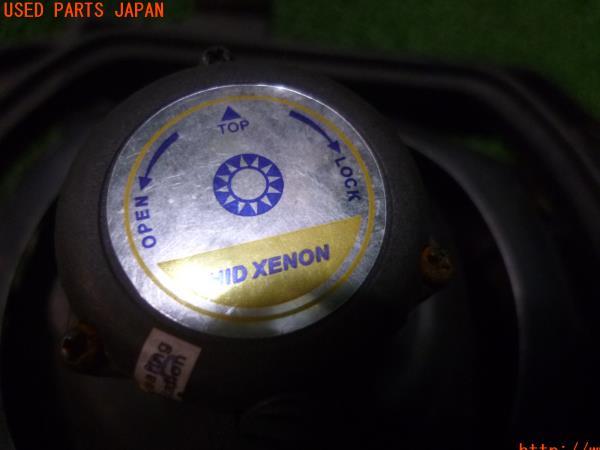 USED PARTS JAPAN
TOP
OPEN
LOCK
HID XENON
http://w